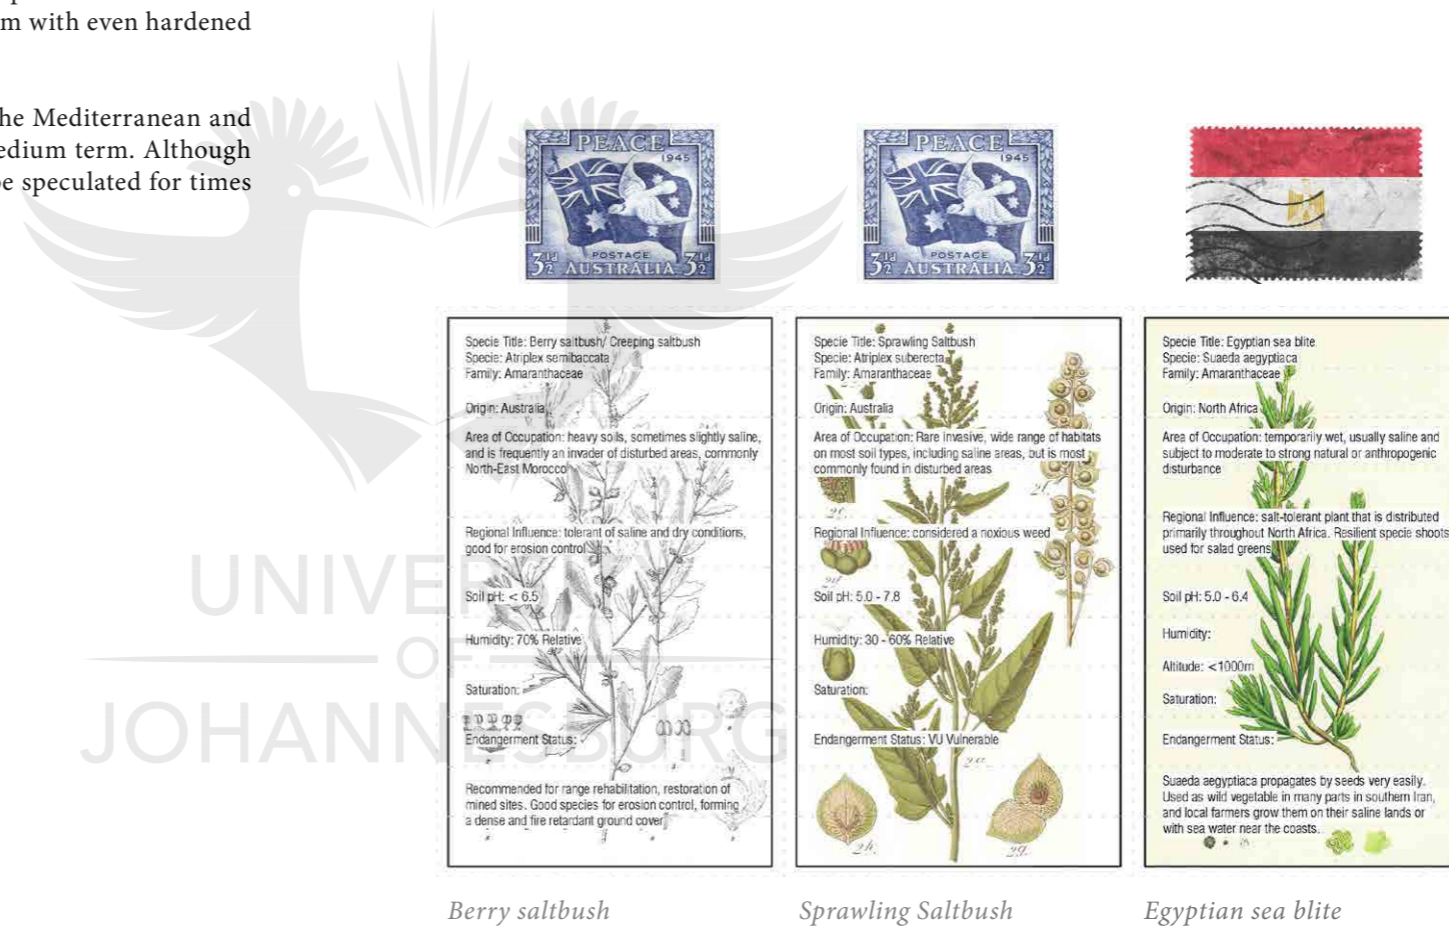 m with even hardened
he Mediterranean and
edium term. Although
be speculated for times
PEACE
1945
POSTAGE
3½d AUSTRALIA 3½d
PEACE
1945
POSTAGE
3½d AUSTRALIA 3½d
Specie Title: Berry saltbush/ Creeping saltbush
Specie: Atriplex semibaccata
Family: Amaranthaceae
Origin: Australia
Area of Occupation: heavy soils, sometimes slightly saline,
and is frequently an invader of disturbed areas, commonly
North-East Morocco
Regional Influence: tolerant of saline and dry conditions,
good for erosion control
Soil pH: < 6.5
Humidity: 70% Relative
Saturation:
Endangerment Status:
Recommended for range rehabilitation, restoration of
mined sites. Good species for erosion control, forming
a dense and fire retardant ground cover
Berry saltbush
Specie Title: Sprawling Saltbush
Specie: Atriplex suberecta
Family: Amaranthaceae
Origin: Australia
Area of Occupation: Rare invasive, wide range of habitats
on most soil types, including saline areas, but is most
commonly found in disturbed areas
Regional Influence: considered a noxious weed
Soil pH: 5.0 - 7.8
Humidity: 30 - 60% Relative
Saturation:
Endangerment Status: VU Vulnerable
2h.
2g.
Sprawling Saltbush
Specie Title: Egyptian sea blite
Specie: Suaeda aegyptiaca
Family: Amaranthaceae
Origin: North Africa
Area of Occupation: temporarily wet, usually saline and
subject to moderate to strong natural or anthropogenic
disturbance
Regional Influence: salt-tolerant plant that is distributed
primarily throughout North Africa. Resilient specie shoots
used for salad greens
Soil pH: 5.0 - 6.4
Humidity:
Altitude: <1000m
Saturation:
Endangerment Status:
Suaeda aegyptiaca propagates by seeds very easily.
Used as wild vegetable in many parts in southern Iran,
and local farmers grow them on their saline lands or
with sea water near the coasts.
Egyptian sea blite
UNIVE
OF
JOHANNESBURG